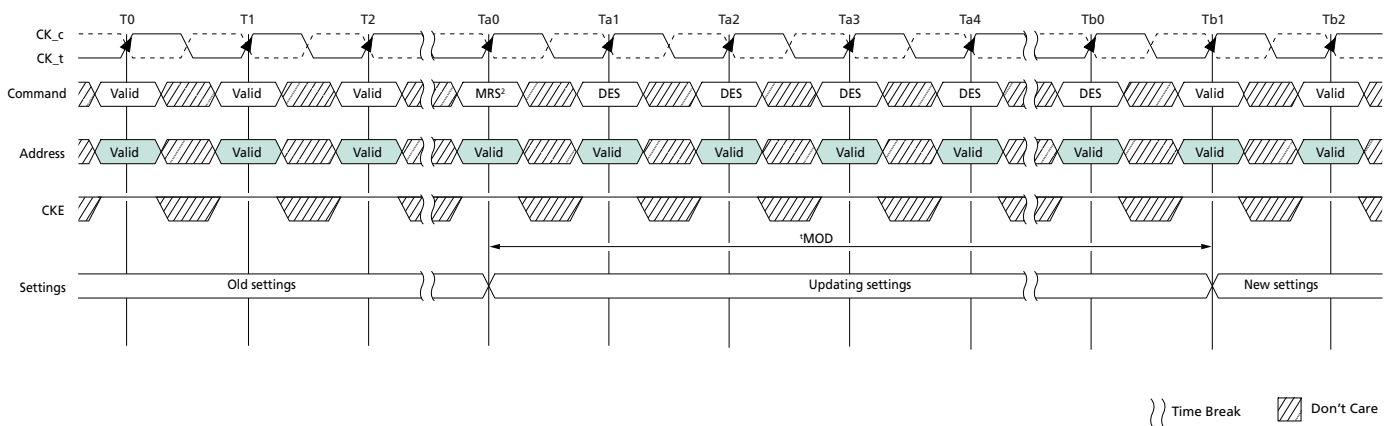 T0 T1 T2 Ta0 Ta1 Ta2 Ta3 Ta4 Tb0 Tb1 Tb2
CK_c
CK_t
Command Valid Valid Valid MRS² DES DES DES DES DES Valid Valid
Address Valid Valid Valid Valid Valid Valid Valid Valid Valid Valid Valid
CKE
ᵗMOD
Settings Old settings Updating settings New settings
Time Break Don't Care